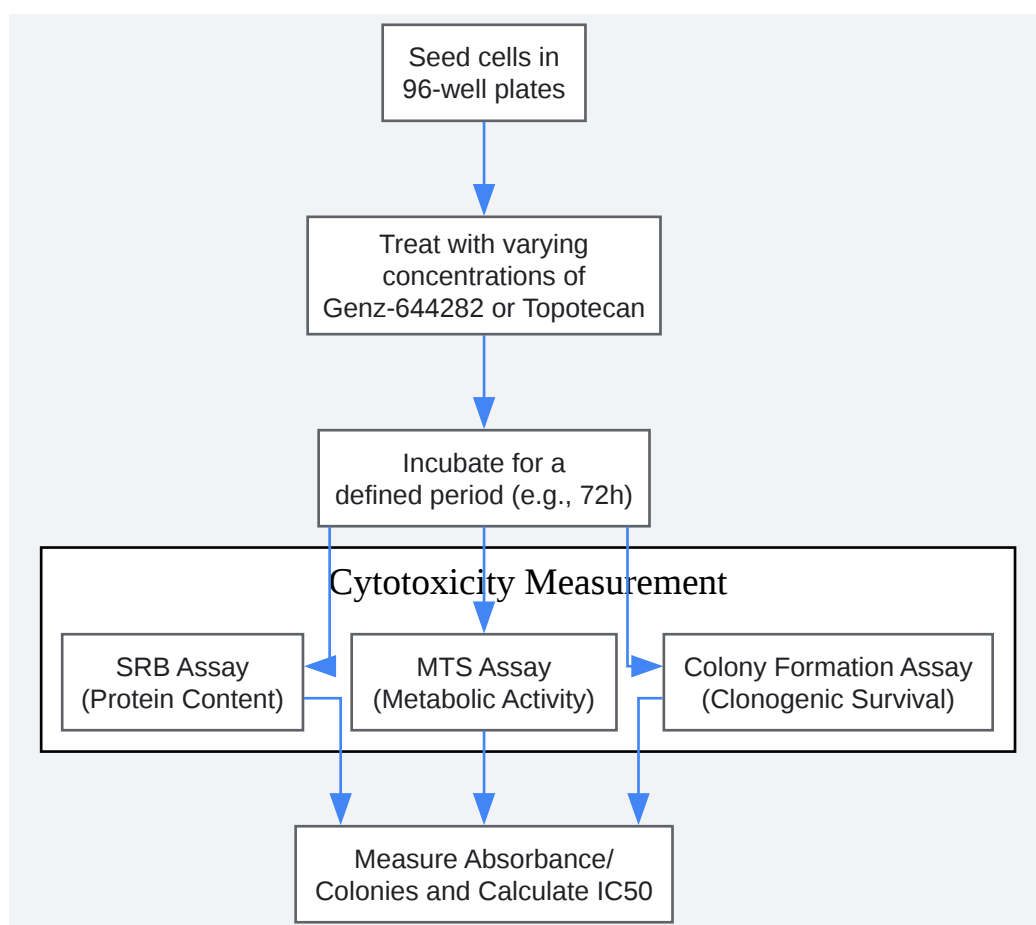 Seed cells in
96-well plates
Treat with varying
concentrations of
Genz-644282 or Topotecan
Incubate for a
defined period (e.g., 72h)
Cytotoxicity Measurement
SRB Assay
(Protein Content)
MTS Assay
(Metabolic Activity)
Colony Formation Assay
(Clonogenic Survival)
Measure Absorbance/
Colonies and Calculate IC50